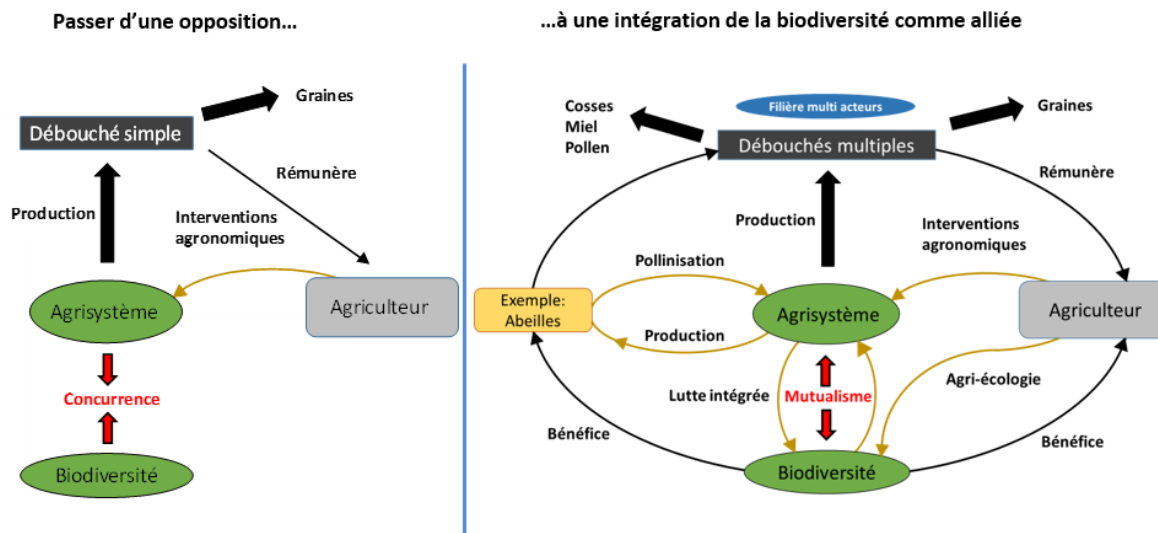 Passer d'une opposition...
Graines
Débouché simple
Rémunère
Production
Interventions
agronomiques
Agrisystème
Agriculteur
Concurrence
Biodiversité
...à une intégration de la biodiversité comme alliée
Filière multi acteurs
Cosses
Miel
Pollen
Graines
Débouchés multiples
Rémunère
Production
Interventions
agronomiques
Pollinisation
Exemple:
Abeilles
Agrisystème
Agriculteur
Production
Agri-écologie
Lutte intégrée
Mutualisme
Bénéfice
Bénéfice
Biodiversité